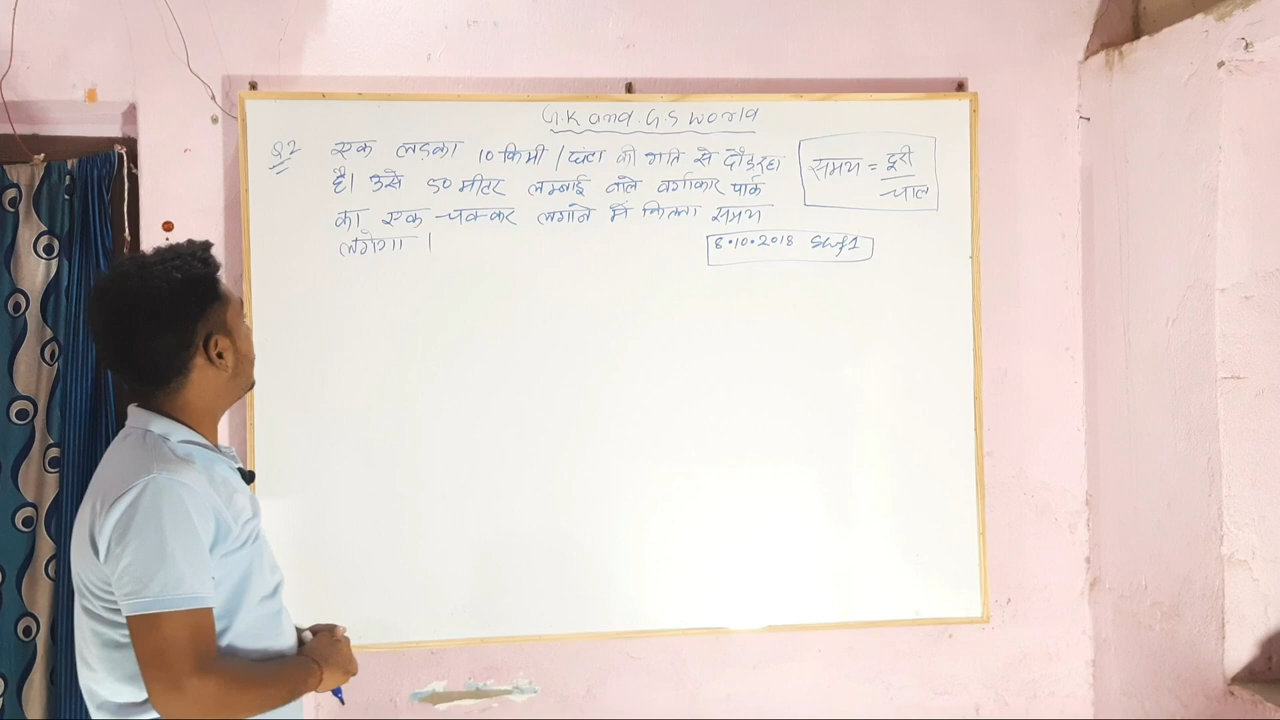 G.K and. G.S world
Q2 एक लड़का 10 किमी / घंटा की गति से दौड़ रहा
है। उसे 50 मीटर लम्बाई वाले वर्गाकार पार्क
का एक चक्कर लगाने में कितना समय
लगेगा ।
समय = दूरी
चाल
8.10.2018